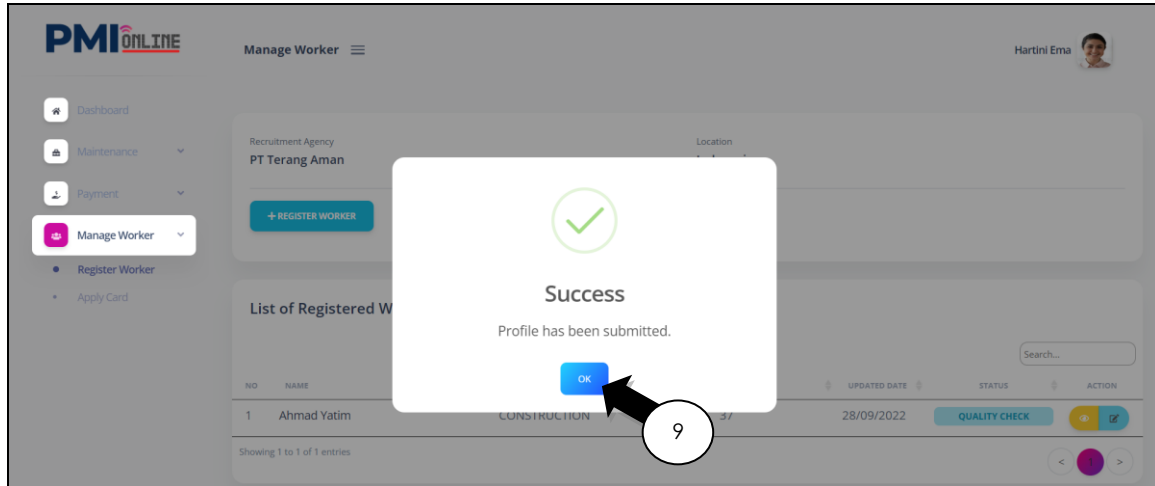 PMI ONLINE
Manage Worker
Hartini Ema
Dashboard
Maintenance
Payment
Manage Worker
Register Worker
Apply Card
Recruitment Agency
Location
PT Terang Aman
+ REGISTER WORKER
Success
Profile has been submitted.
OK
9
List of Registered W
Search...
NO NAME UPDATED DATE STATUS ACTION
1 Ahmad Yatim CONSTRUCTION 37 28/09/2022 QUALITY CHECK
Showing 1 to 1 of 1 entries
< 1 >